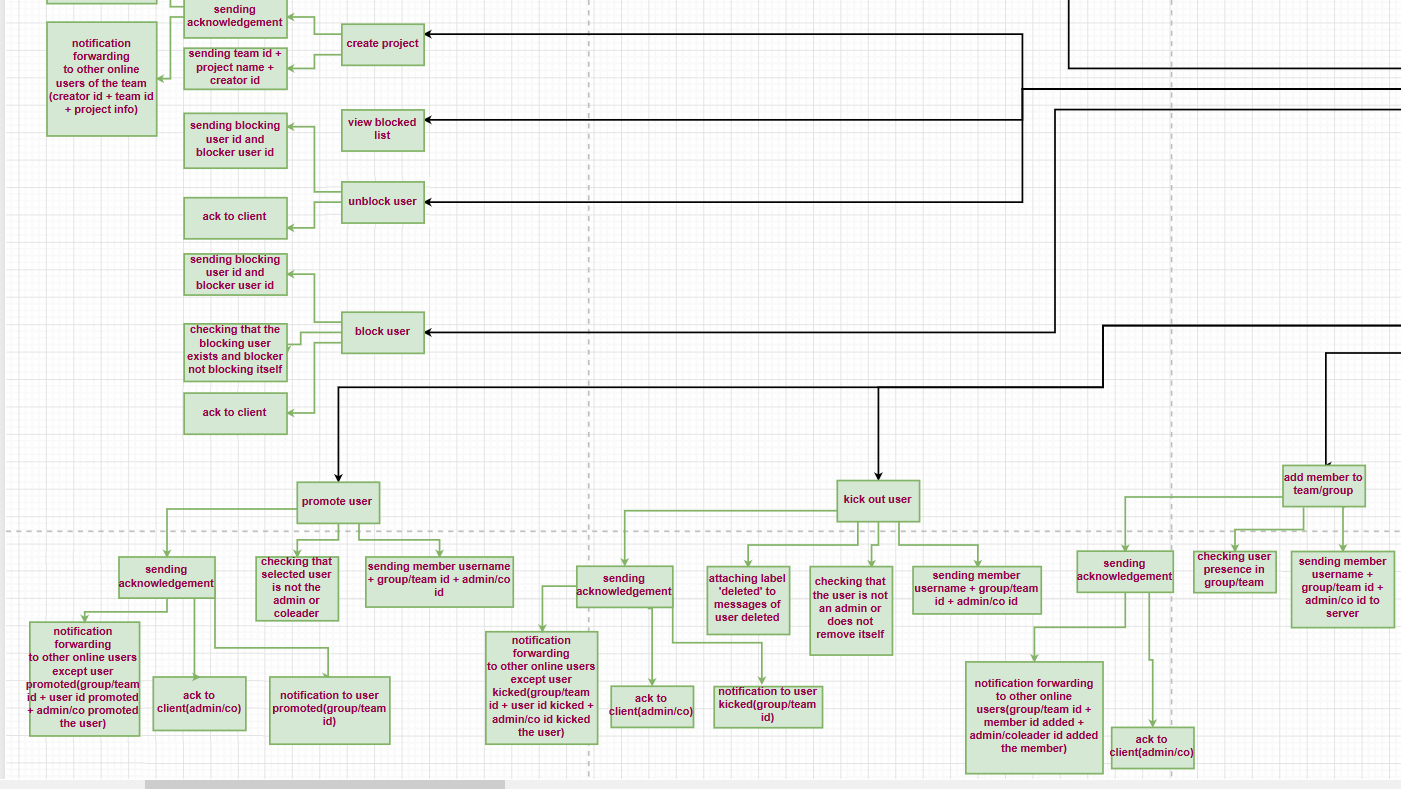 sending
acknowledgement
create project
notification
forwarding
to other online
users of the team
(creator id + team id
+ project info)
sending team id +
project name +
creator id
sending blocking
user id and
blocker user id
view blocked
list
unblock user
ack to client
sending blocking
user id and
blocker user id
checking that the
blocking user
exists and blocker
not blocking itself
block user
ack to client
promote user
kick out user
add member to
team/group
sending
acknowledgement
checking that
selected user
is not the
admin or
coleader
sending member username
+ group/team id + admin/co
id
sending
acknowledgement
attaching label
'deleted' to
messages of
user deleted
checking that
the user is not
an admin or
does not
remove itself
sending member
username + group/team
id + admin/co id
sending
acknowledgement
checking user
presence in
group/team
sending member
username +
group/team id +
admin/co id to
server
notification
forwarding
to other online users
except user
promoted(group/team
id + user id promoted
+ admin/co promoted
the user)
ack to
client(admin/co)
notification to user
promoted(group/team
id)
notification
forwarding
to other online users
except user
kicked(group/team
id + user id kicked +
admin/co id kicked
the user)
ack to
client(admin/co)
notification to user
kicked(group/team
id)
notification forwarding
to other online
users(group/team id +
member id added +
admin/coleader id added
the member)
ack to
client(admin/co)